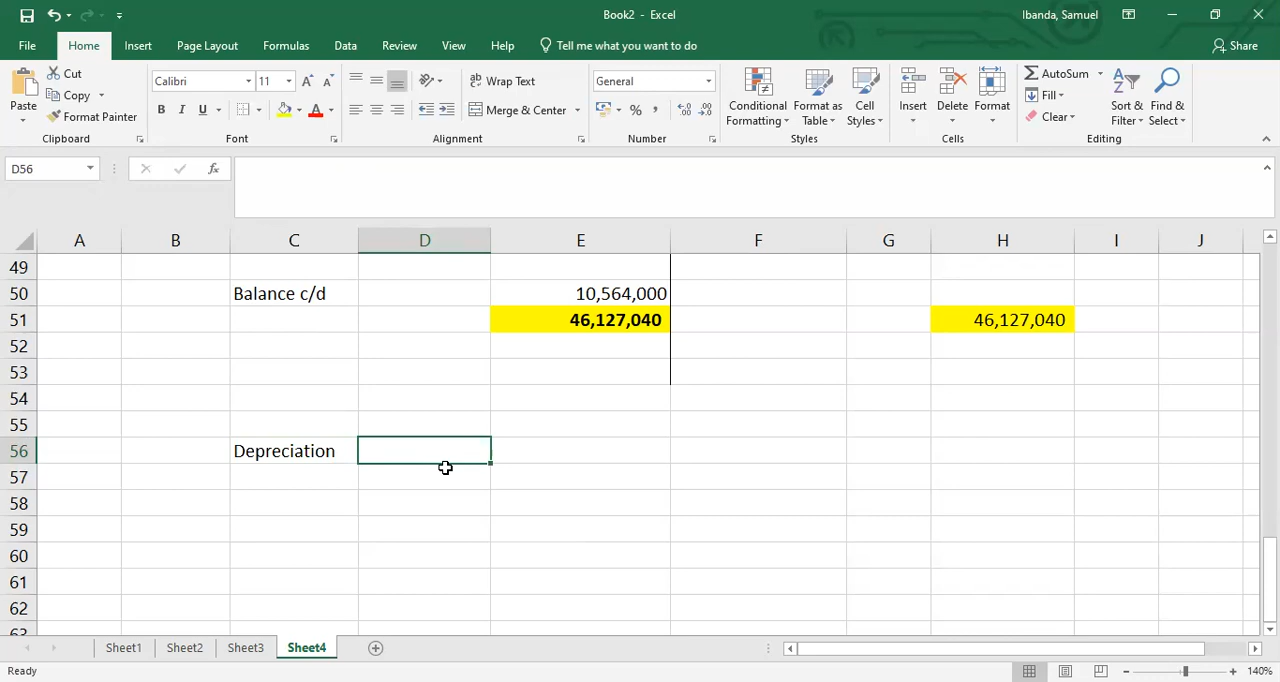 Book2 - Excel
Ibanda, Samuel
File Home Insert Page Layout Formulas Data Review View Help Tell me what you want to do Share
Paste
Cut
Copy
Format Painter
Clipboard
Calibri 11
B I U
Font
Wrap Text
Merge & Center
Alignment
General
%
Number
Conditional Formatting
Format as Table
Cell Styles
Styles
Insert Delete Format
Cells
AutoSum
Fill
Clear
Sort & Filter
Find & Select
Editing
D56
fx
A B C D E F G H I J
49
50 Balance c/d 10,564,000
51 46,127,040 46,127,040
52
53
54
55
56 Depreciation
57
58
59
60
61
62
63
Sheet1 Sheet2 Sheet3 Sheet4
Ready
140%